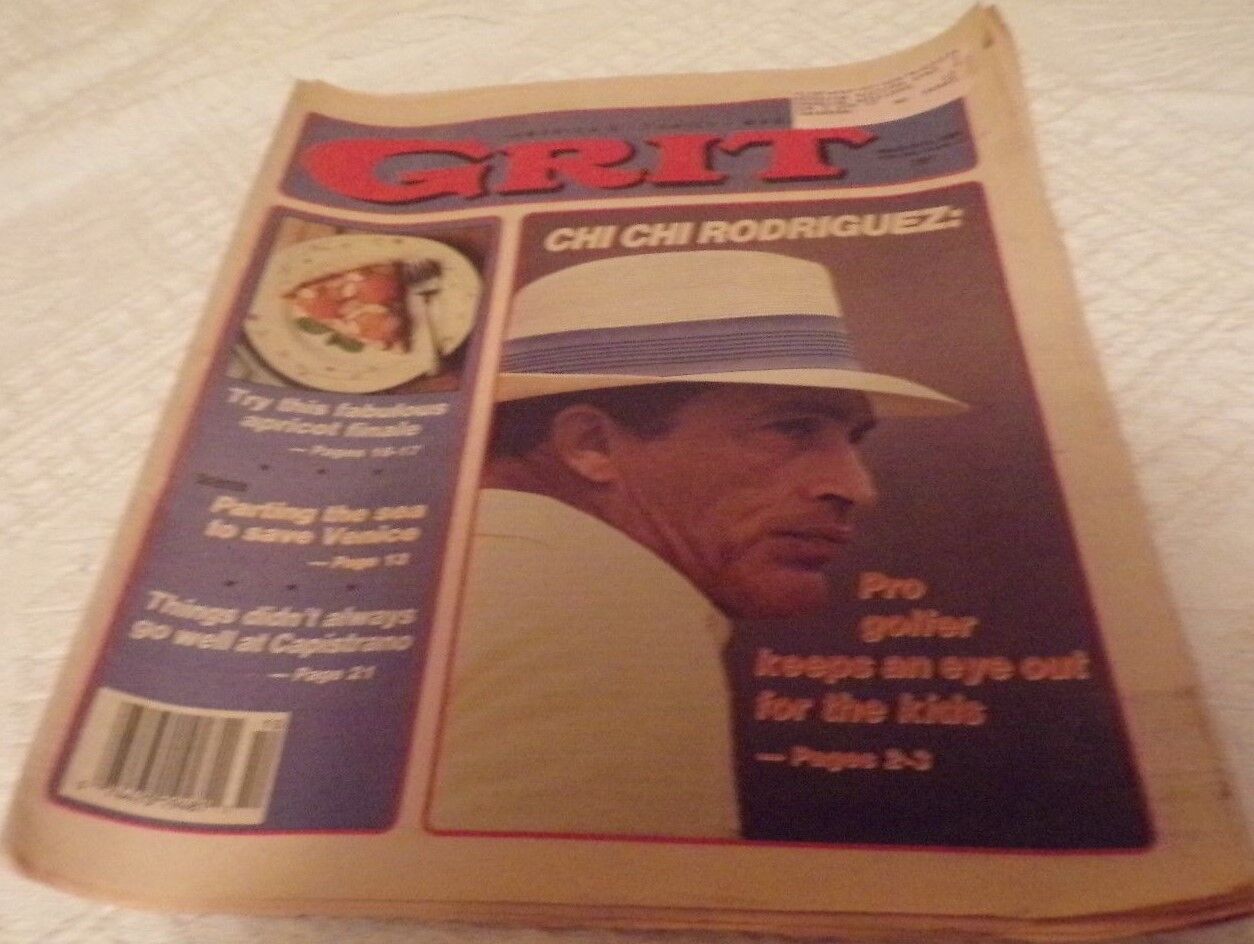 GRIT
CHI CHI RODRIGUEZ:
Try this fabulous
apricot finale
— Pages 16-17
Parting the sea
to save Venice
— Page 13
Things didn't always
go well at Capistrano
— Page 21
Pro
golfer
keeps an eye out
for the kids
— Pages 2-3